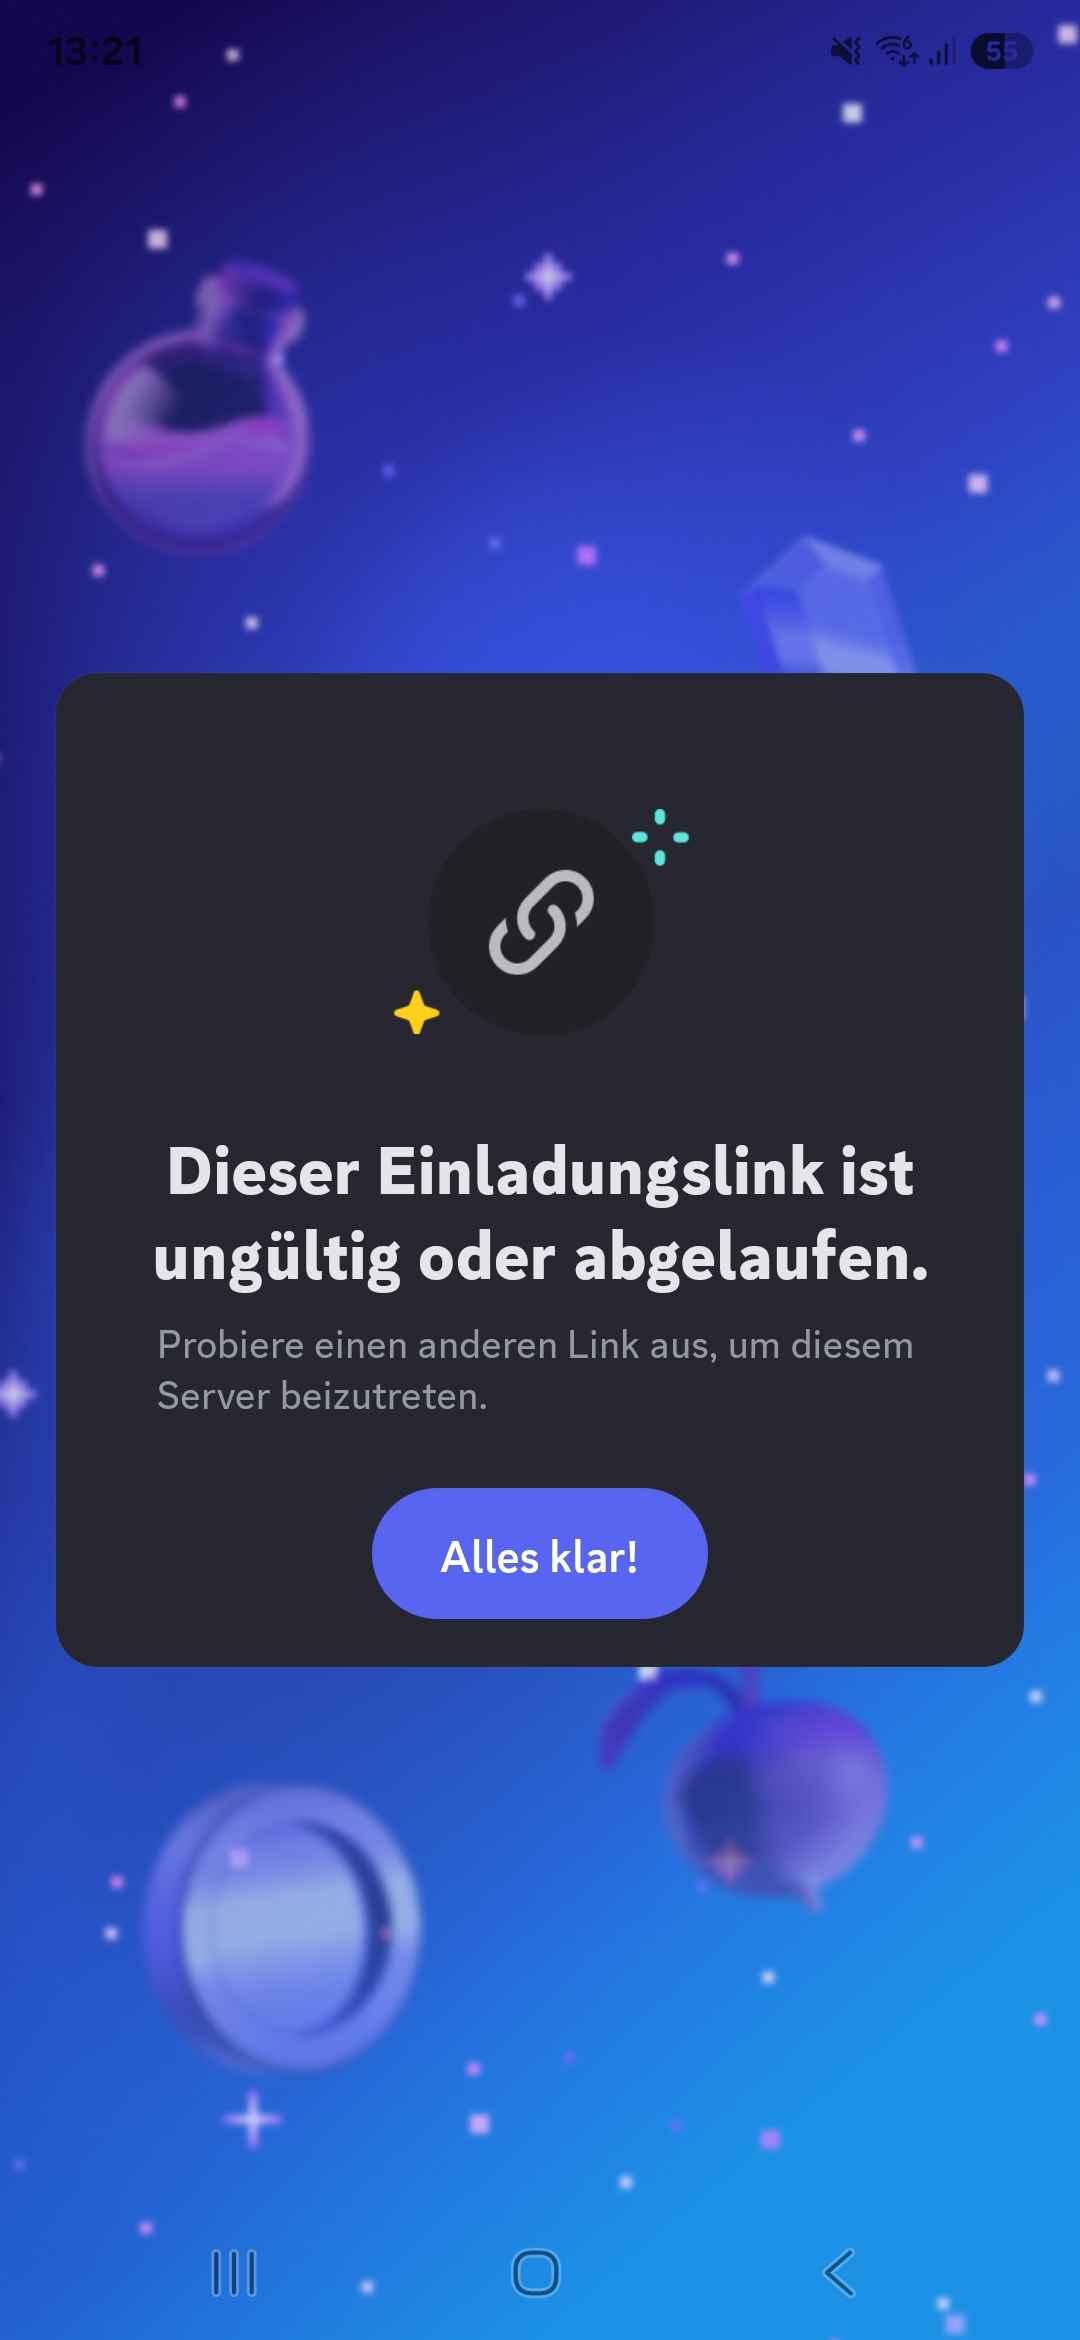 13:21
6
55
Dieser Einladungslink ist
ungültig oder abgelaufen.
Probiere einen anderen Link aus, um diesem
Server beizutreten.
Alles klar!